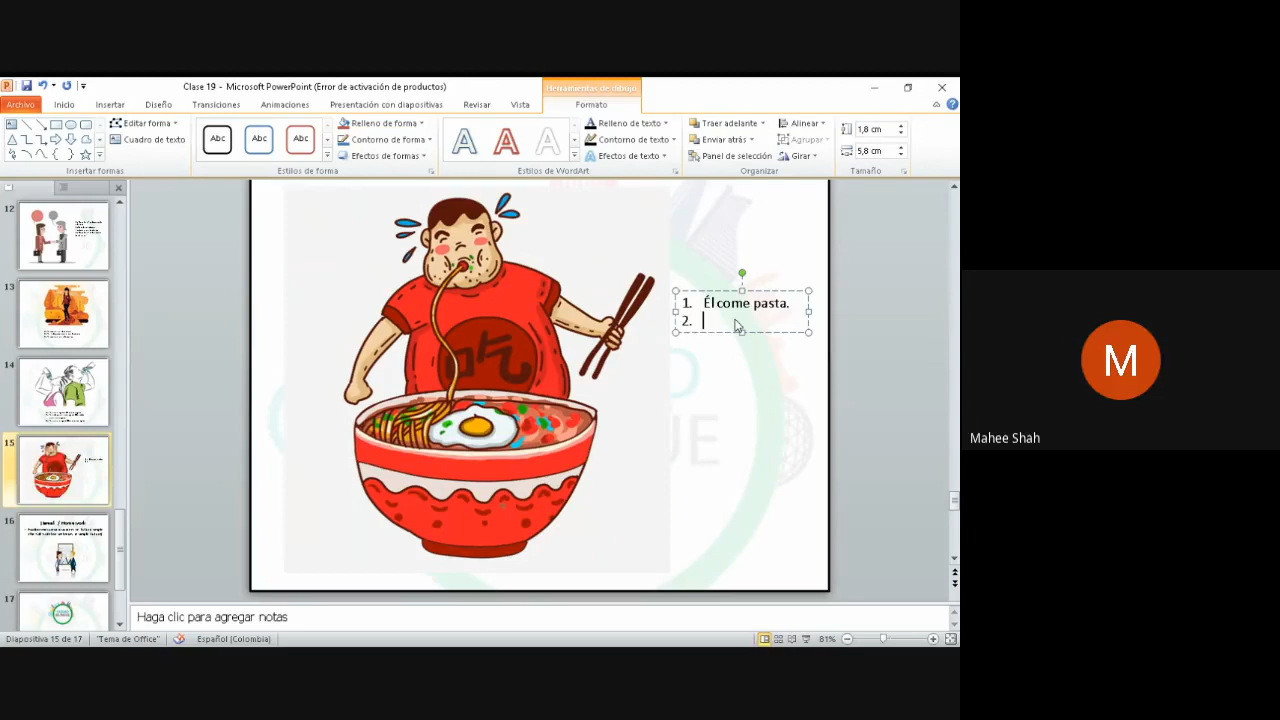 Clase 19 - Microsoft PowerPoint (Error de activación de productos)
Herramientas de dibujo
Archivo
Inicio
Insertar
Diseño
Transiciones
Animaciones
Presentación con diapositivas
Revisar
Vista
Formato
Editar forma
Cuadro de texto
Insertar formas
Abc
Abc
Abc
Relleno de forma
Contorno de forma
Efectos de formas
Estilos de forma
A
A
A
Relleno de texto
Contorno de texto
Efectos de texto
Estilos de WordArt
Traer adelante
Enviar atrás
Panel de selección
Alinear
Agrupar
Girar
Organizar
1,8 cm
5,8 cm
Tamaño
12
13
14
15
16
17
吃
1. Él come pasta.
2.
Haga clic para agregar notas
Diapositiva 15 de 17
"Tema de Office"
Español (Colombia)
81%
M
Mahee Shah